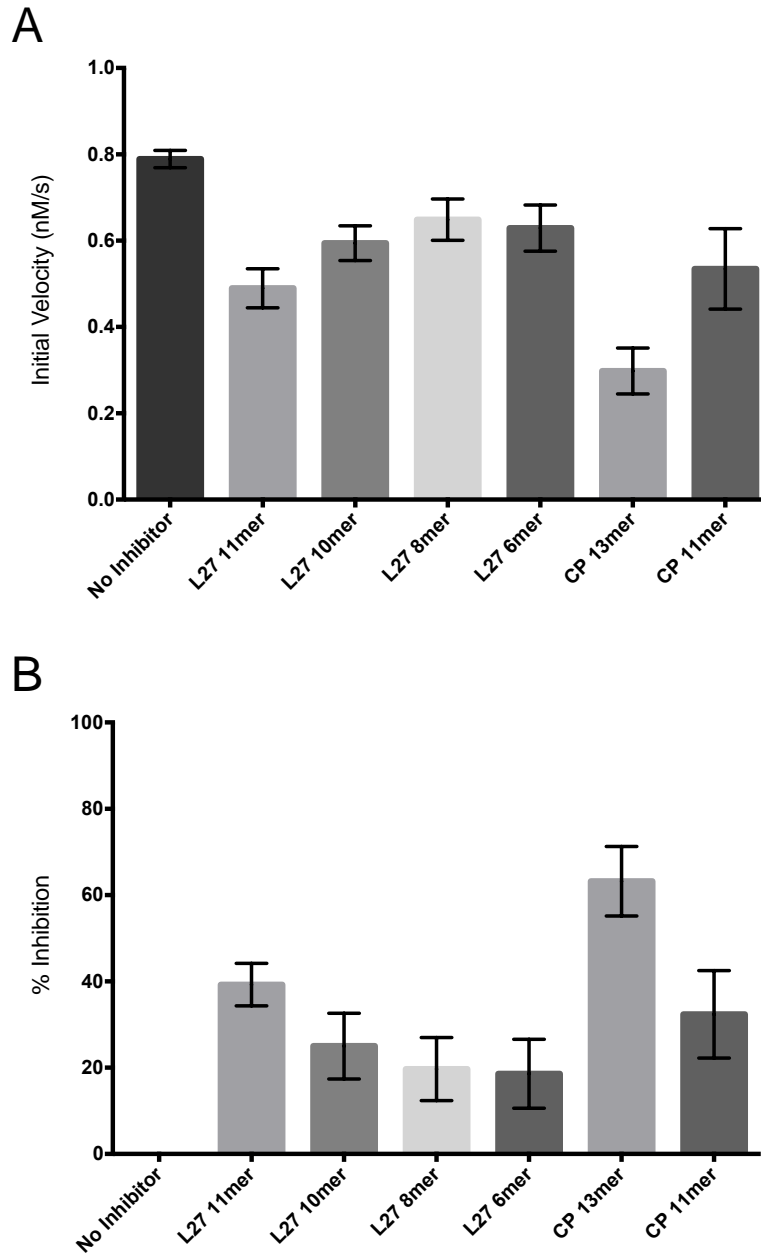 A
Initial Velocity (nM/s)
1.0
0.8
0.6
0.4
0.2
0.0
No Inhibitor
L27 11mer
L27 10mer
L27 8mer
L27 6mer
CP 13mer
CP 11mer
B
% Inhibition
100
80
60
40
20
0
No Inhibitor
L27 11mer
L27 10mer
L27 8mer
L27 6mer
CP 13mer
CP 11mer